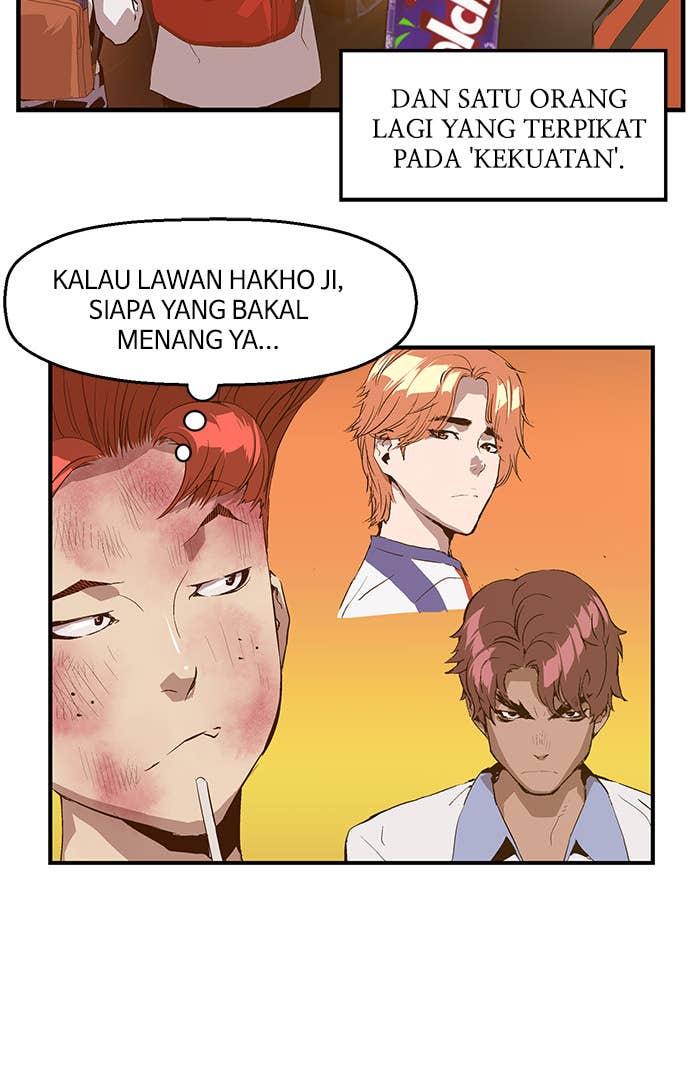 DAN SATU ORANG
LAGI YANG TERPIKAT
PADA 'KEKUATAN'.
KALAU LAWAN HAKHO JI,
SIAPA YANG BAKAL
MENANG YA...